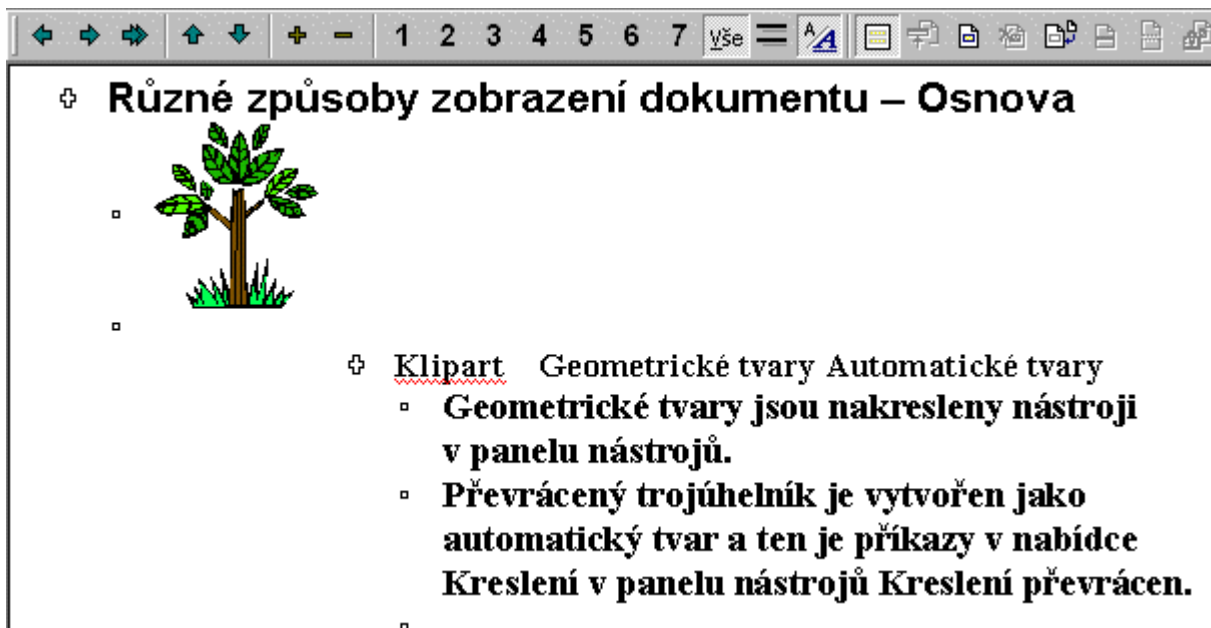 1 2 3 4 5 6 7 vše A A
Různé způsoby zobrazení dokumentu – Osnova
Klipart Geometrické tvary Automatické tvary
Geometrické tvary jsou nakresleny nástroji
v panelu nástrojů.
Převrácený trojúhelník je vytvořen jako
automatický tvar a ten je příkazy v nabídce
Kreslení v panelu nástrojů Kreslení převrácen.